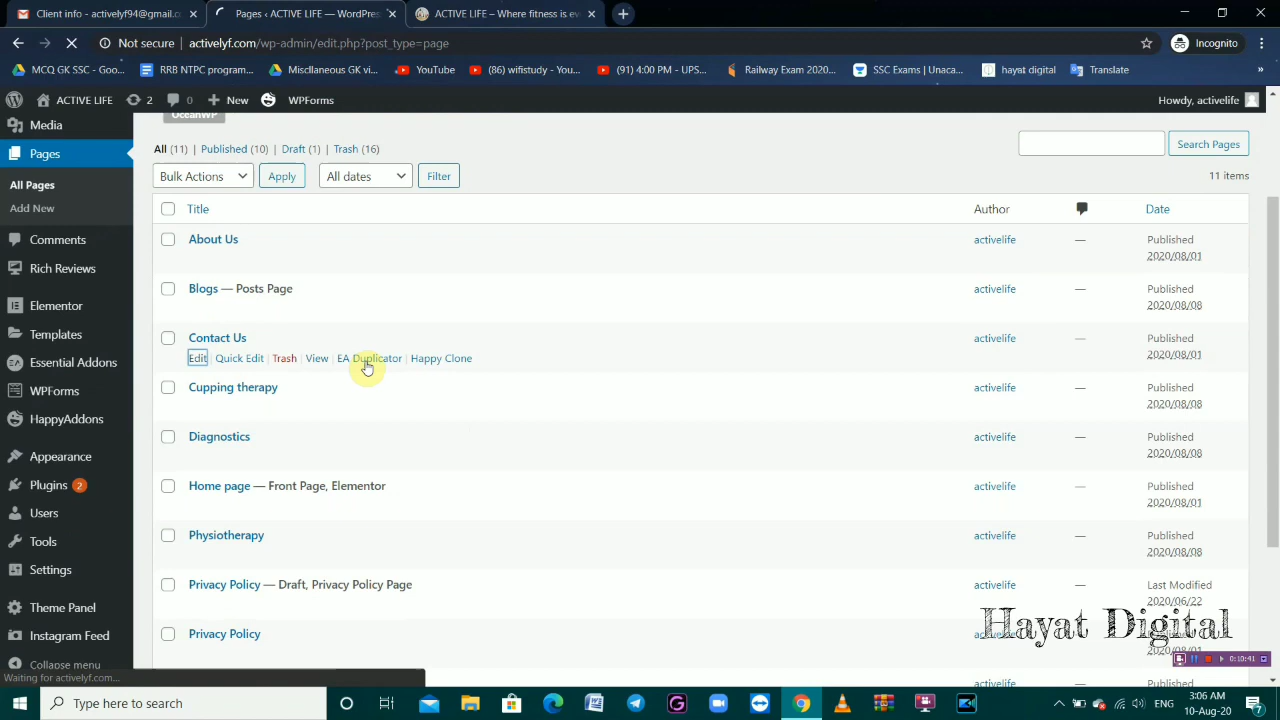 Client info - activelyf94@gmail.c
Pages ‹ ACTIVE LIFE — WordPres
ACTIVE LIFE – Where fitness is ev
Not secure | activelyf.com/wp-admin/edit.php?post_type=page
Incognito
MCQ GK SSC - Goo...
RRB NTPC program...
Miscllaneous GK vi...
YouTube
(86) wifistudy - You...
(91) 4:00 PM - UPS...
Railway Exam 2020...
SSC Exams | Unaca...
hayat digital
Translate
»
ACTIVE LIFE
2
0
New
WPForms
Howdy, activelife
Media
Pages
All Pages
Add New
Comments
Rich Reviews
Elementor
Templates
Essential Addons
WPForms
HappyAddons
Appearance
Plugins 2
Users
Tools
Settings
Theme Panel
Instagram Feed
Collapse menu
OceanWP
All (11) | Published (10) | Draft (1) | Trash (16)
Search Pages
Bulk Actions
Apply
All dates
Filter
11 items
Title
Author
Date
About Us
activelife
—
Published
2020/08/01
Blogs — Posts Page
activelife
—
Published
2020/08/08
Contact Us
activelife
—
Published
2020/08/01
Edit | Quick Edit | Trash | View | EA Duplicator | Happy Clone
Cupping therapy
activelife
—
Published
2020/08/08
Diagnostics
activelife
—
Published
2020/08/08
Home page — Front Page, Elementor
activelife
—
Published
2020/08/01
Physiotherapy
activelife
—
Published
2020/08/08
Privacy Policy — Draft, Privacy Policy Page
activelife
—
Last Modified
2020/06/22
Privacy Policy
Published
2020/08/01
activelife
—
Published
Hayat Digital
0:10:41
Waiting for activelyf.com...
Type here to search
ENG
3:06 AM
10-Aug-20
7